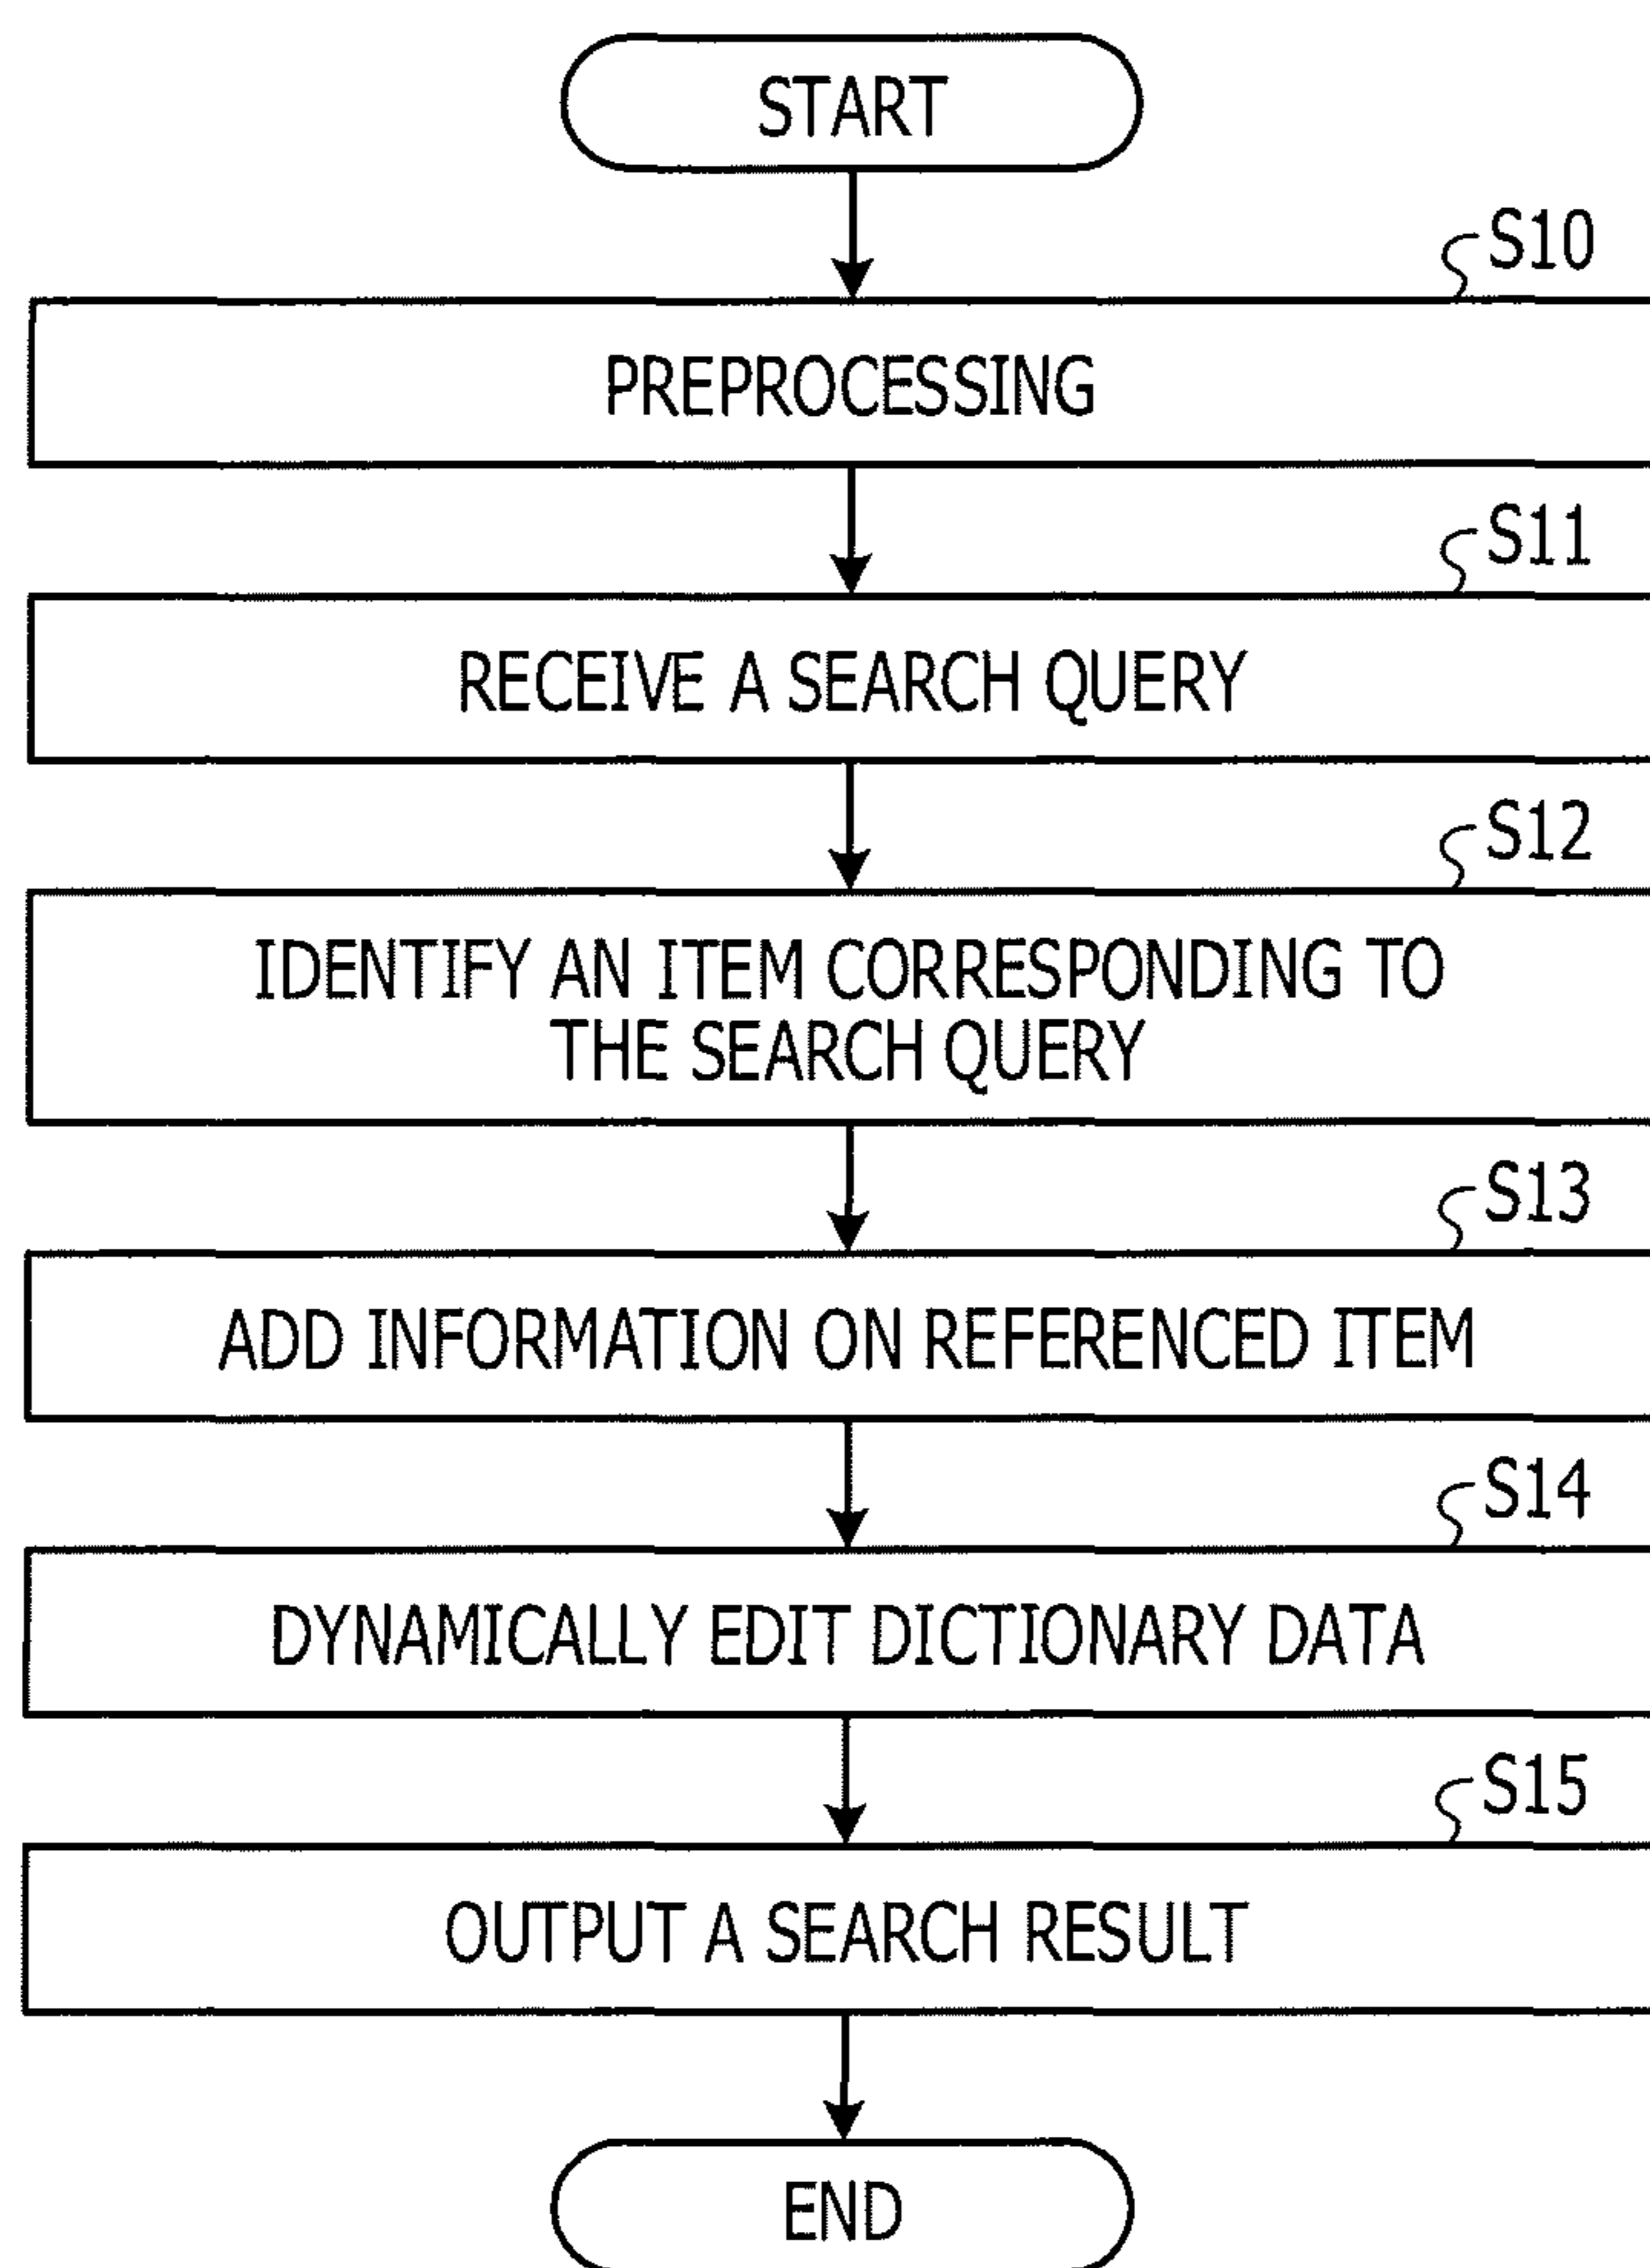 START
S10
PREPROCESSING
S11
RECEIVE A SEARCH QUERY
S12
IDENTIFY AN ITEM CORRESPONDING TO
THE SEARCH QUERY
S13
ADD INFORMATION ON REFERENCED ITEM
S14
DYNAMICALLY EDIT DICTIONARY DATA
S15
OUTPUT A SEARCH RESULT
END